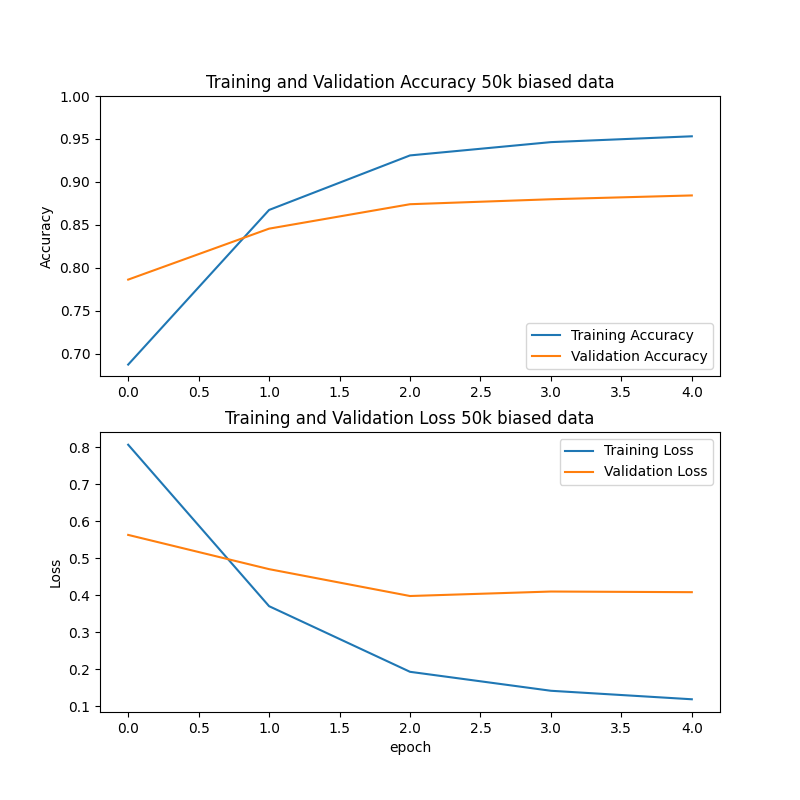 Training and Validation Accuracy 50k biased data
1.00
0.95
0.90
0.85
0.80
0.75
0.70
Accuracy
Training Accuracy
Validation Accuracy
0.0 0.5 1.0 1.5 2.0 2.5 3.0 3.5 4.0
Training and Validation Loss 50k biased data
0.8
0.7
0.6
0.5
0.4
0.3
0.2
0.1
Loss
Training Loss
Validation Loss
0.0 0.5 1.0 1.5 2.0 2.5 3.0 3.5 4.0
epoch